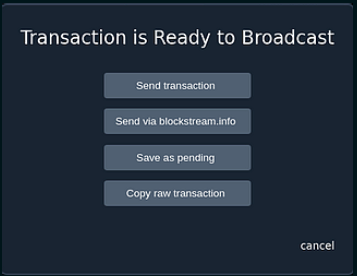 Transaction is Ready to Broadcast
Send transaction
Send via blockstream.info
Save as pending
Copy raw transaction
cancel